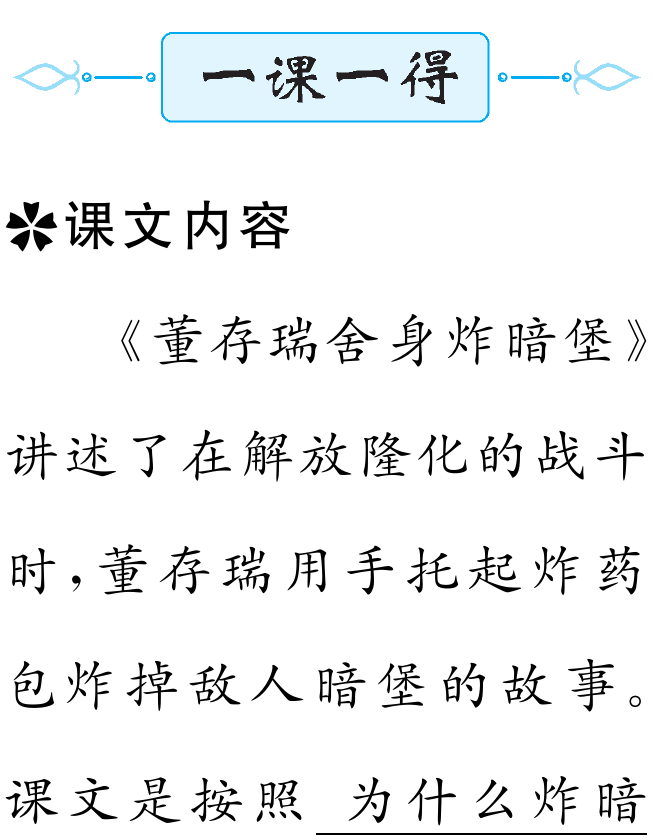 一课一得
课文内容
《董存瑞舍身炸暗堡》
讲述了在解放隆化的战斗
时，董存瑞用手托起炸药
包炸掉敌人暗堡的故事。
课文是按照 为什么炸暗